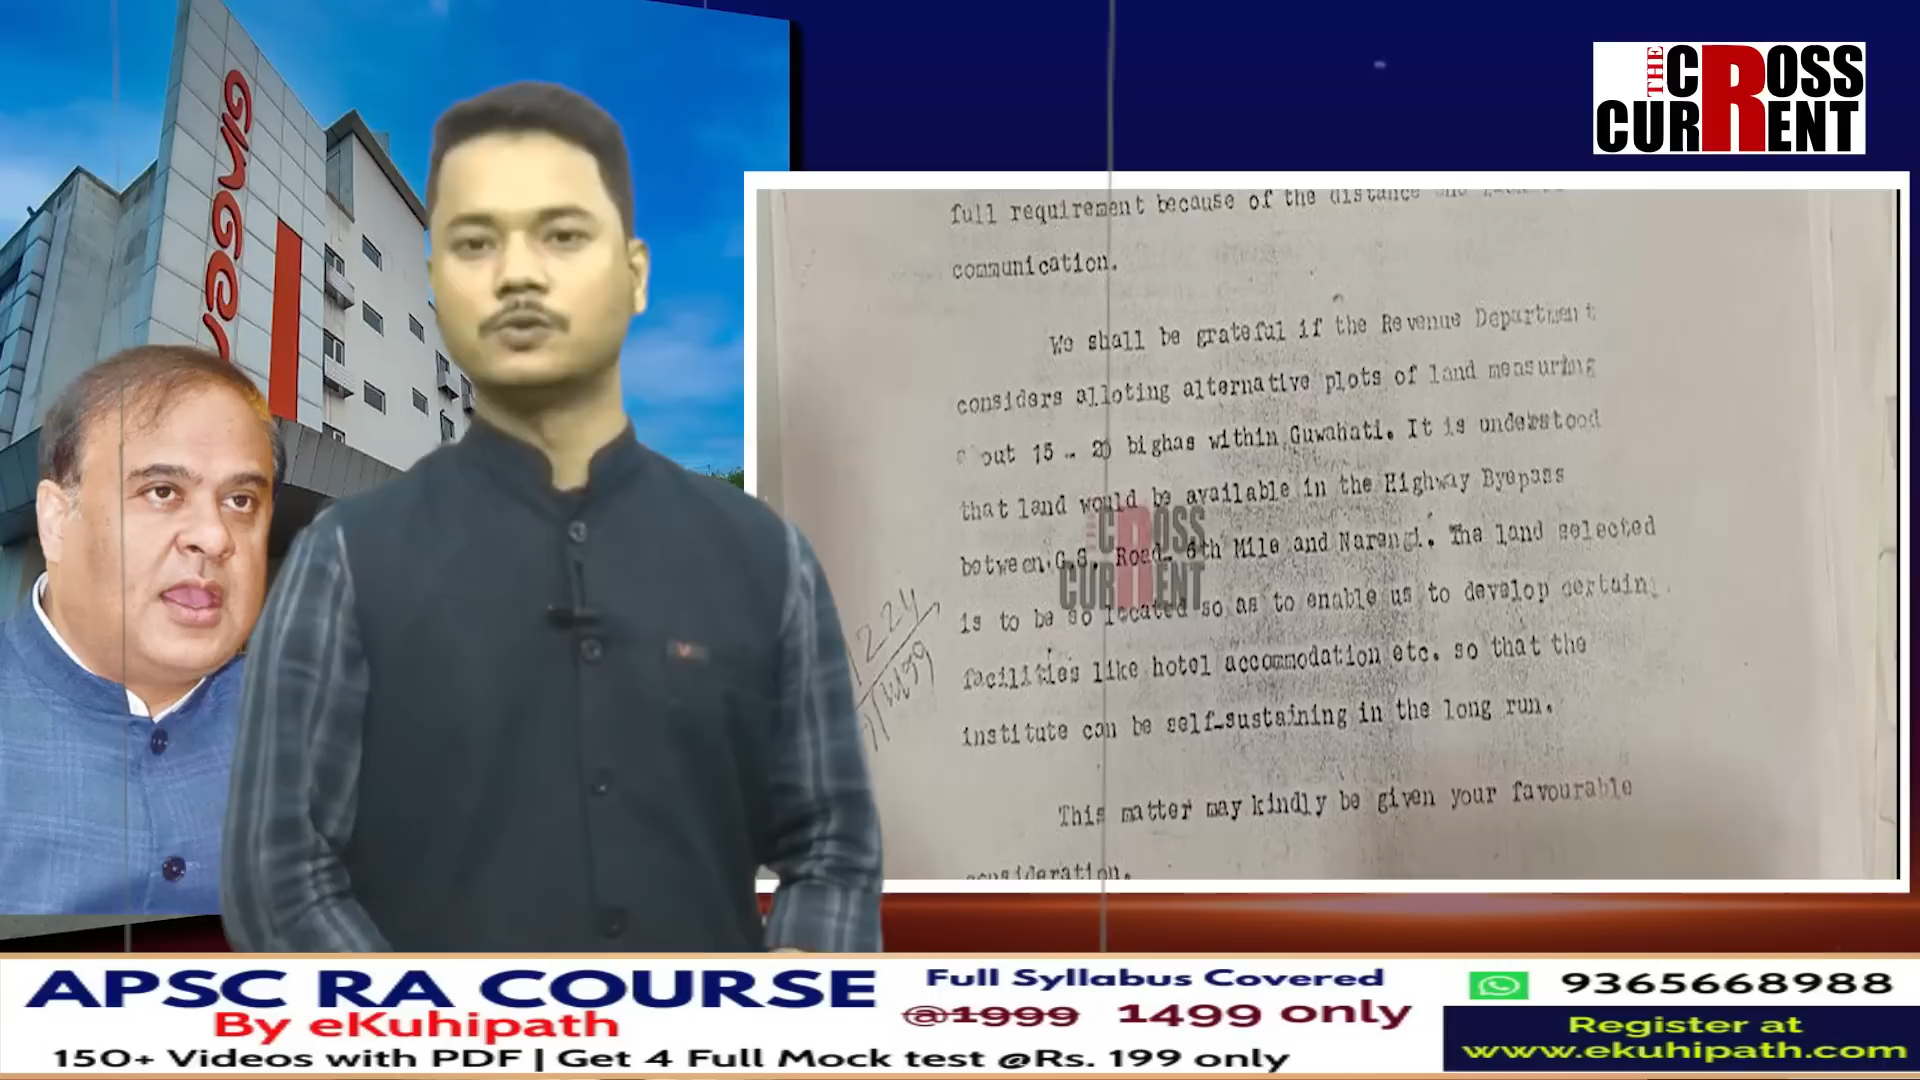 GinGer
THE CROSS
CURRENT
full requirement because of the distance
communication.
We shall be grateful if the Revenue Department
considers alloting alternative plots of land measuring
out 15 - 20 bighas within Guwahati. It is understood
that land would be available in the Highway Byepass
between G.S. Road 6th Mile and Narengi. The land selected
is to be so located so as to enable us to develop certain
facilities like hotel accommodation etc. so that the
institute can be self-sustaining in the long run.
This matter may kindly be given your favourable
consideration.
THE CROSS
CURRENT
APSC RA COURSE
By eKuhipath
150+ Videos with PDF | Get 4 Full Mock test @Rs. 199 only
Full Syllabus Covered
@1999 1499 only
9365668988
Register at
www.ekuhipath.com